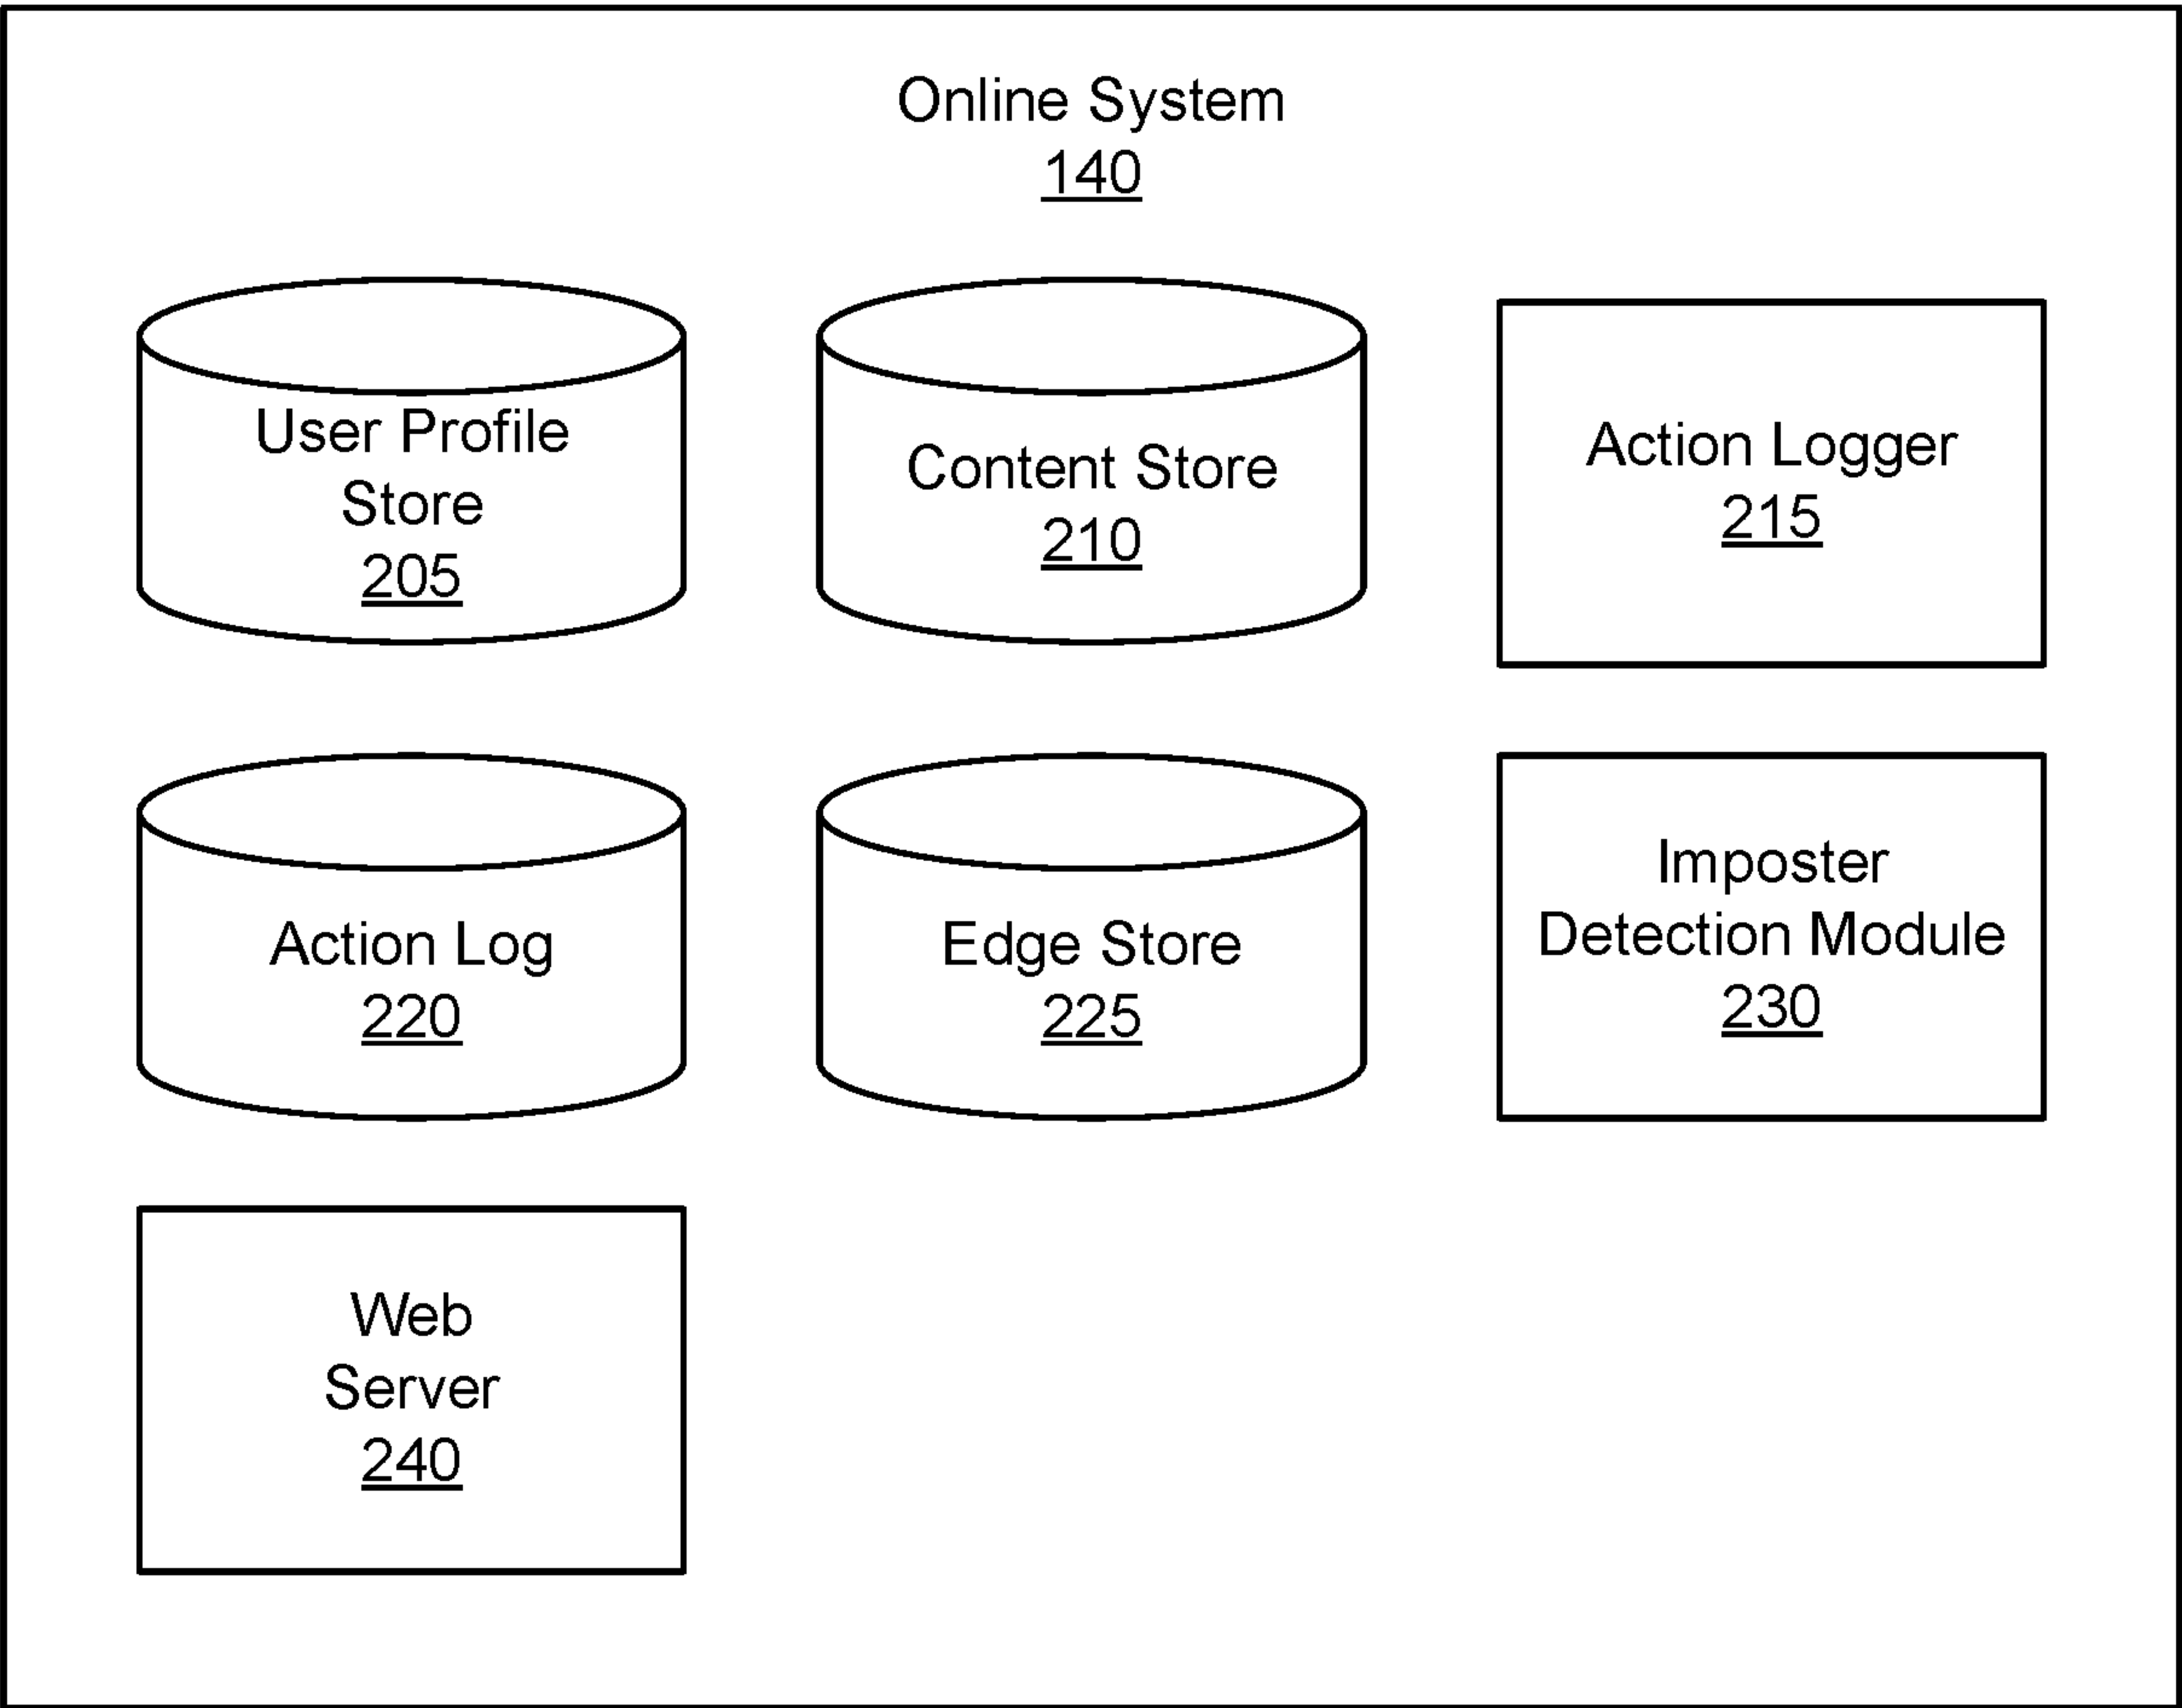 Online System
140
User Profile
Store
205
Content Store
210
Action Logger
215
Action Log
220
Edge Store
225
Imposter
Detection Module
230
Web
Server
240